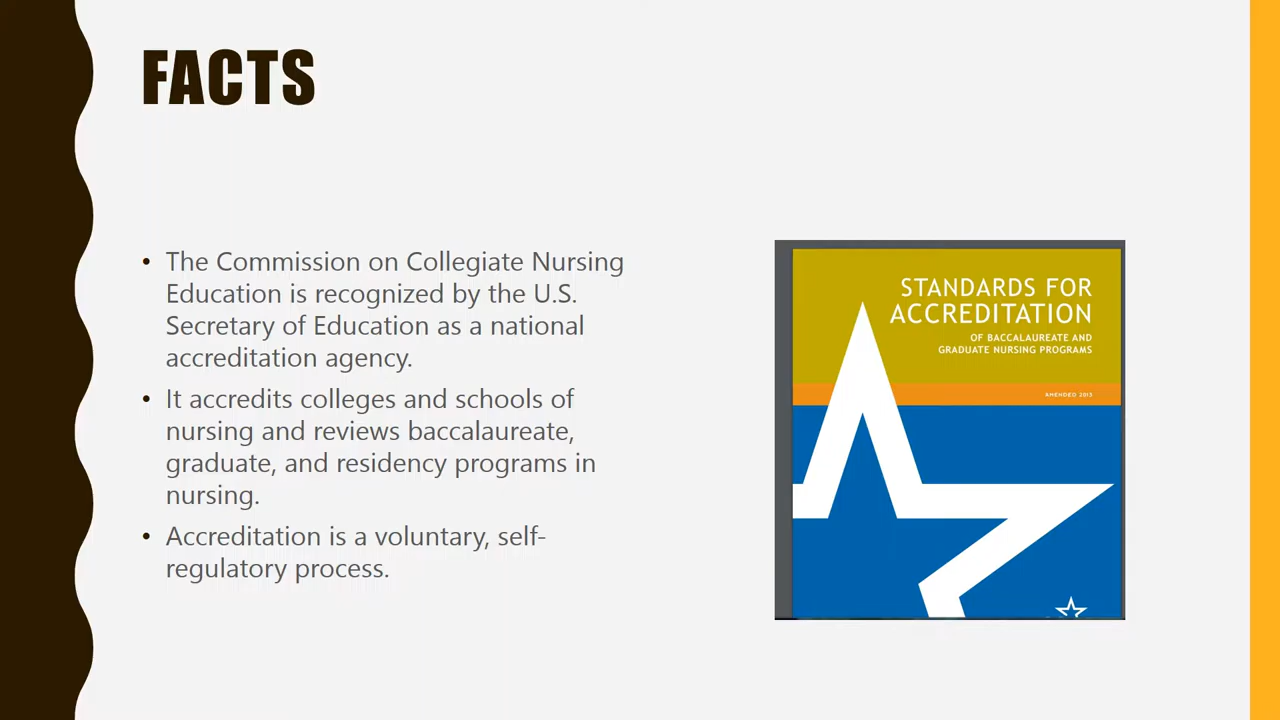 FACTS
• The Commission on Collegiate Nursing
Education is recognized by the U.S.
Secretary of Education as a national
accreditation agency.
• It accredits colleges and schools of
nursing and reviews baccalaureate,
graduate, and residency programs in
nursing.
• Accreditation is a voluntary, self-
regulatory process.
STANDARDS FOR
ACCREDITATION
OF BACCALAUREATE AND
GRADUATE NURSING PROGRAMS
AMENDED 2013